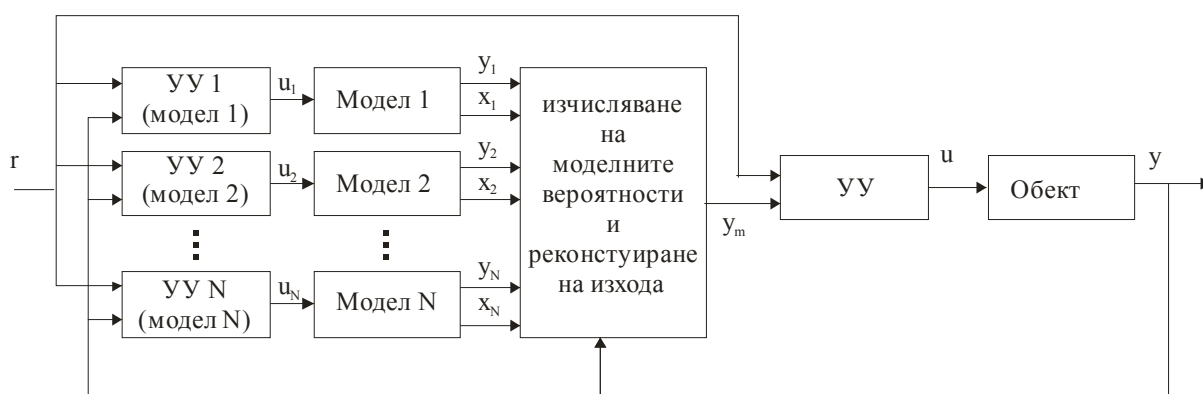 r
УУ 1
(модел 1)
u1
Модел 1
y1
x1
УУ 2
(модел 2)
u2
Модел 2
y2
x2
УУ N
(модел N)
uN
Модел N
yN
xN
изчисляване
на
моделните
вероятности
и
реконстуиране
на изхода
ym
УУ
u
Обект
y